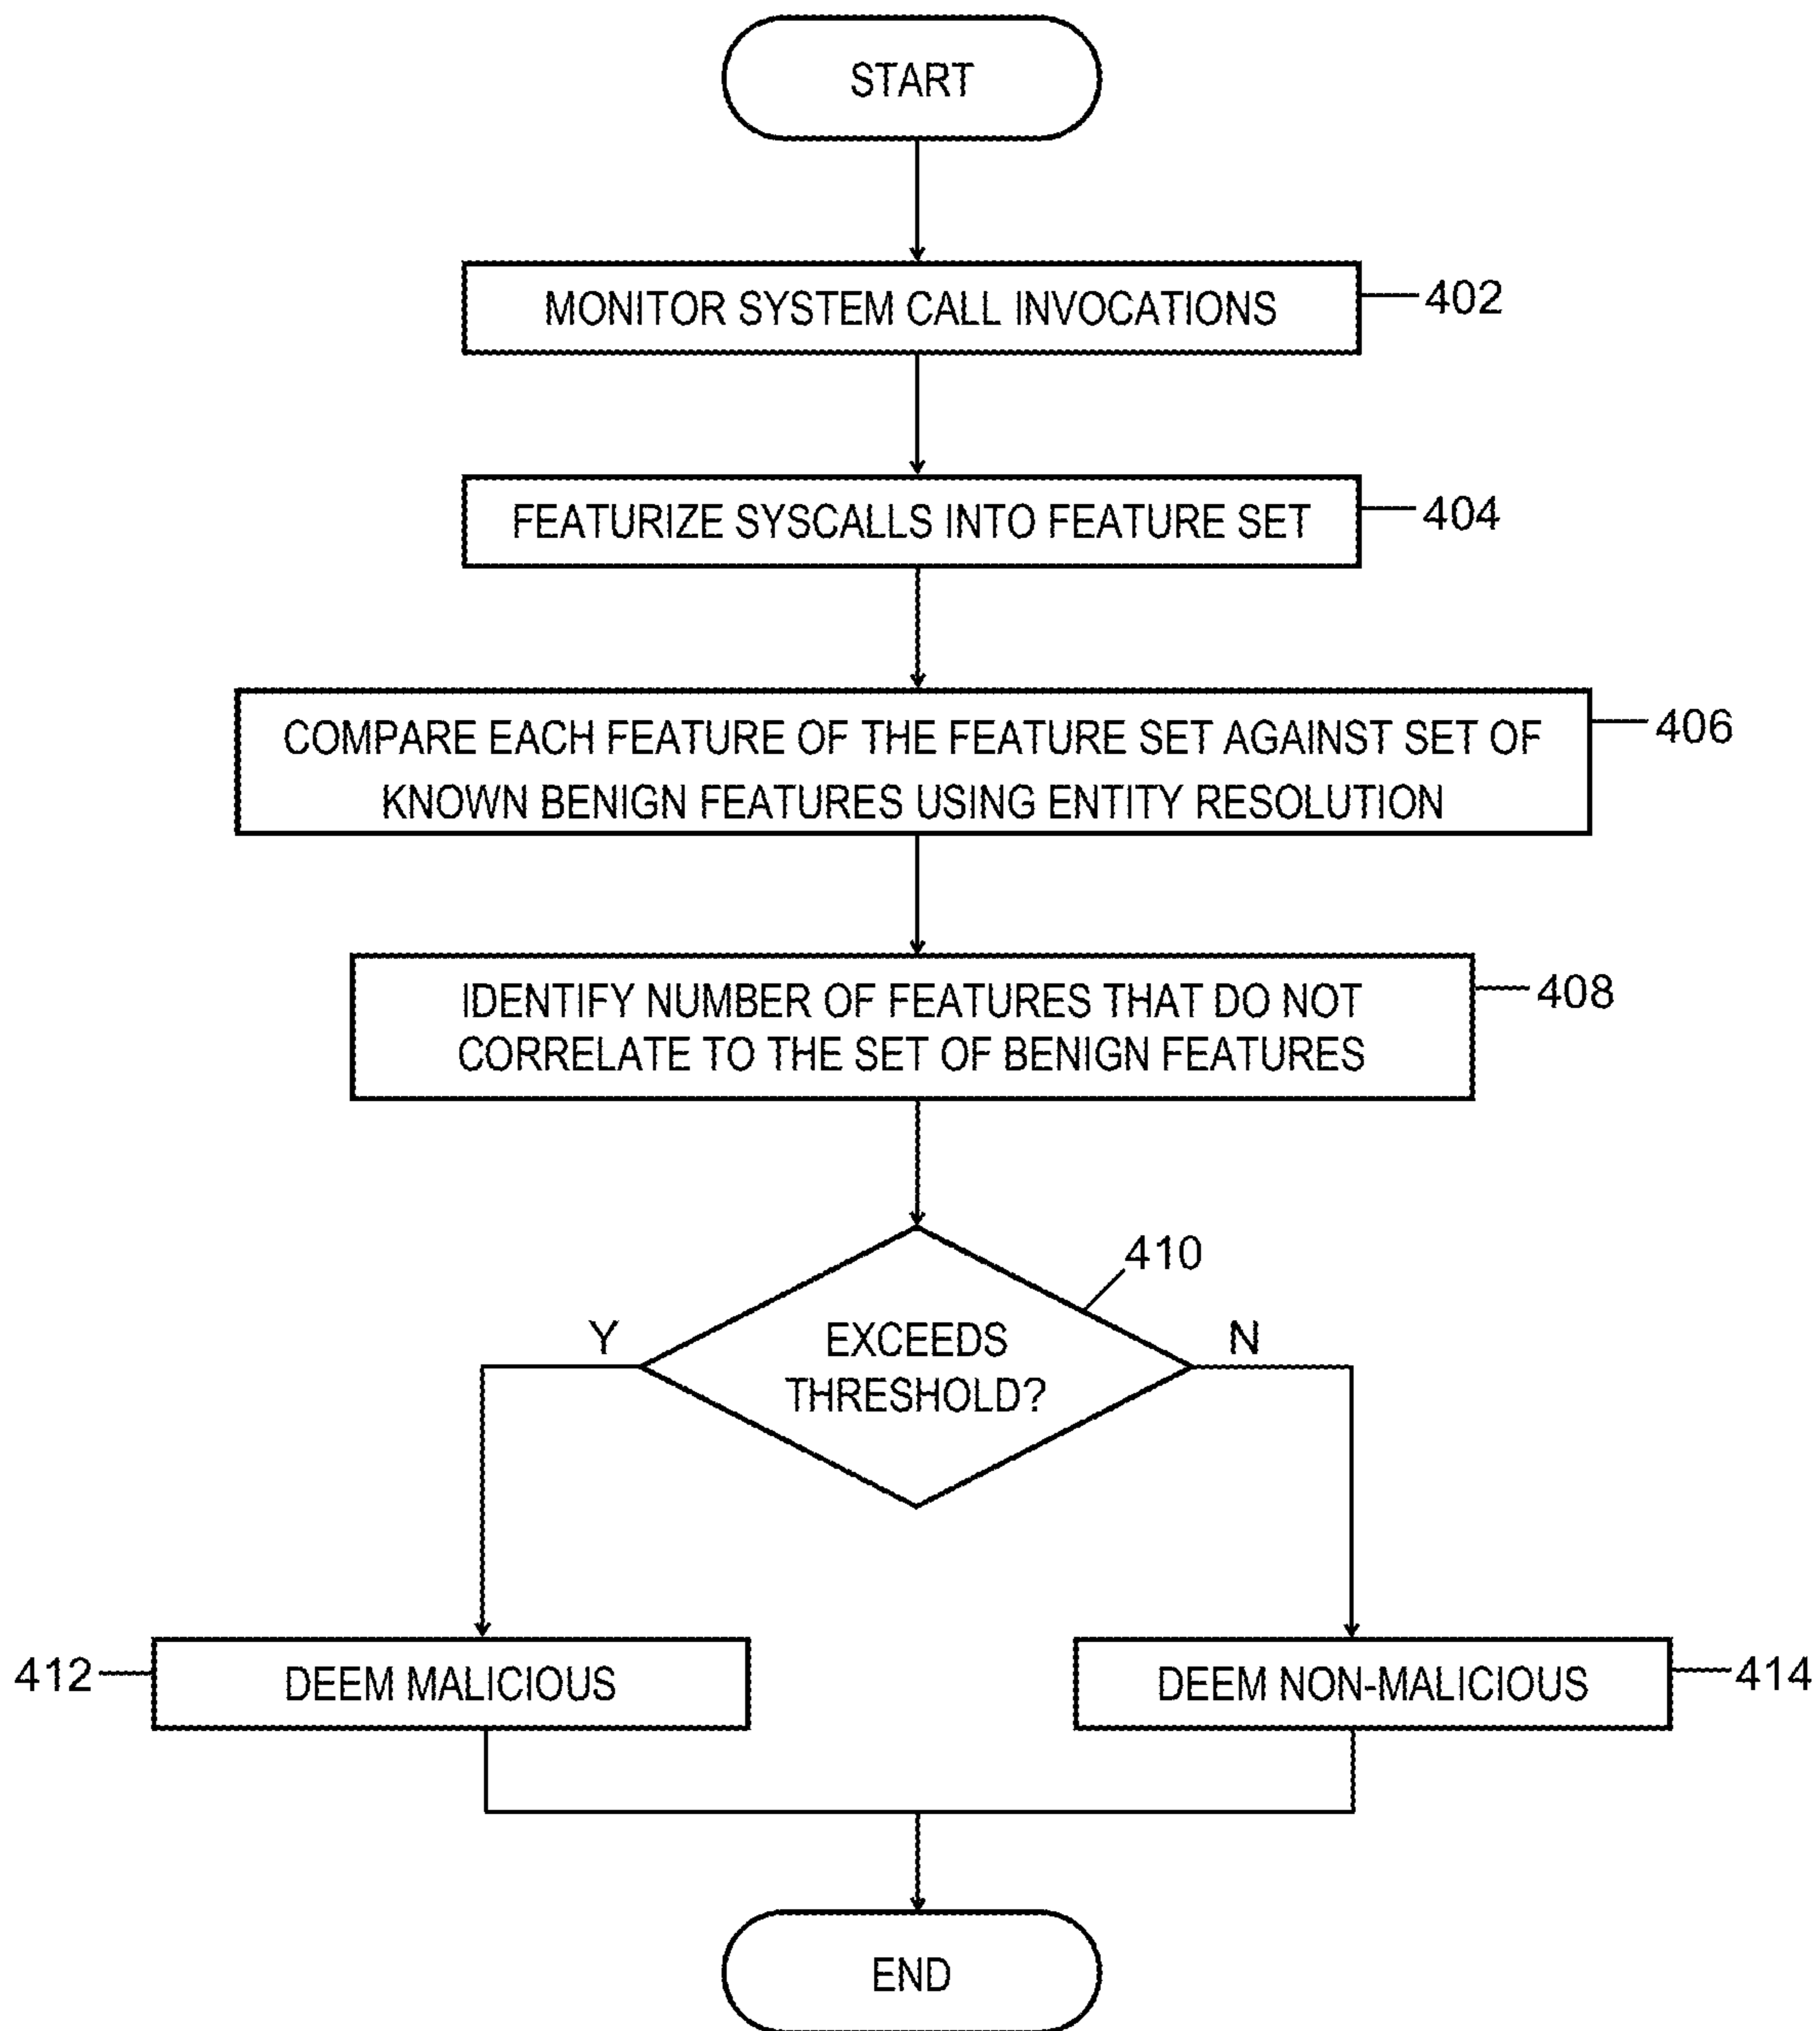 START
MONITOR SYSTEM CALL INVOCATIONS
402
FEATURIZE SYSCALLS INTO FEATURE SET
404
COMPARE EACH FEATURE OF THE FEATURE SET AGAINST SET OF
KNOWN BENIGN FEATURES USING ENTITY RESOLUTION
406
IDENTIFY NUMBER OF FEATURES THAT DO NOT
CORRELATE TO THE SET OF BENIGN FEATURES
408
410
Y
EXCEEDS
THRESHOLD?
N
412
DEEM MALICIOUS
DEEM NON-MALICIOUS
414
END